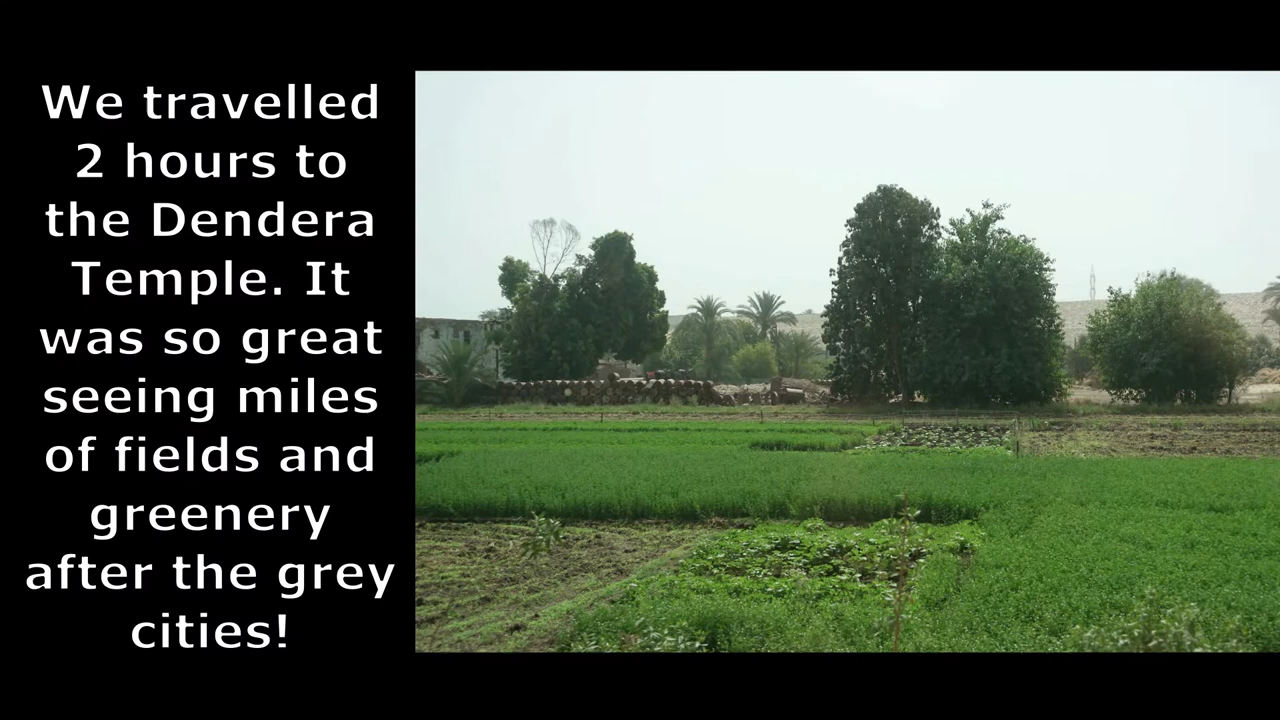 We travelled
2 hours to
the Dendera
Temple. It
was so great
seeing miles
of fields and
greenery
after the grey
cities!